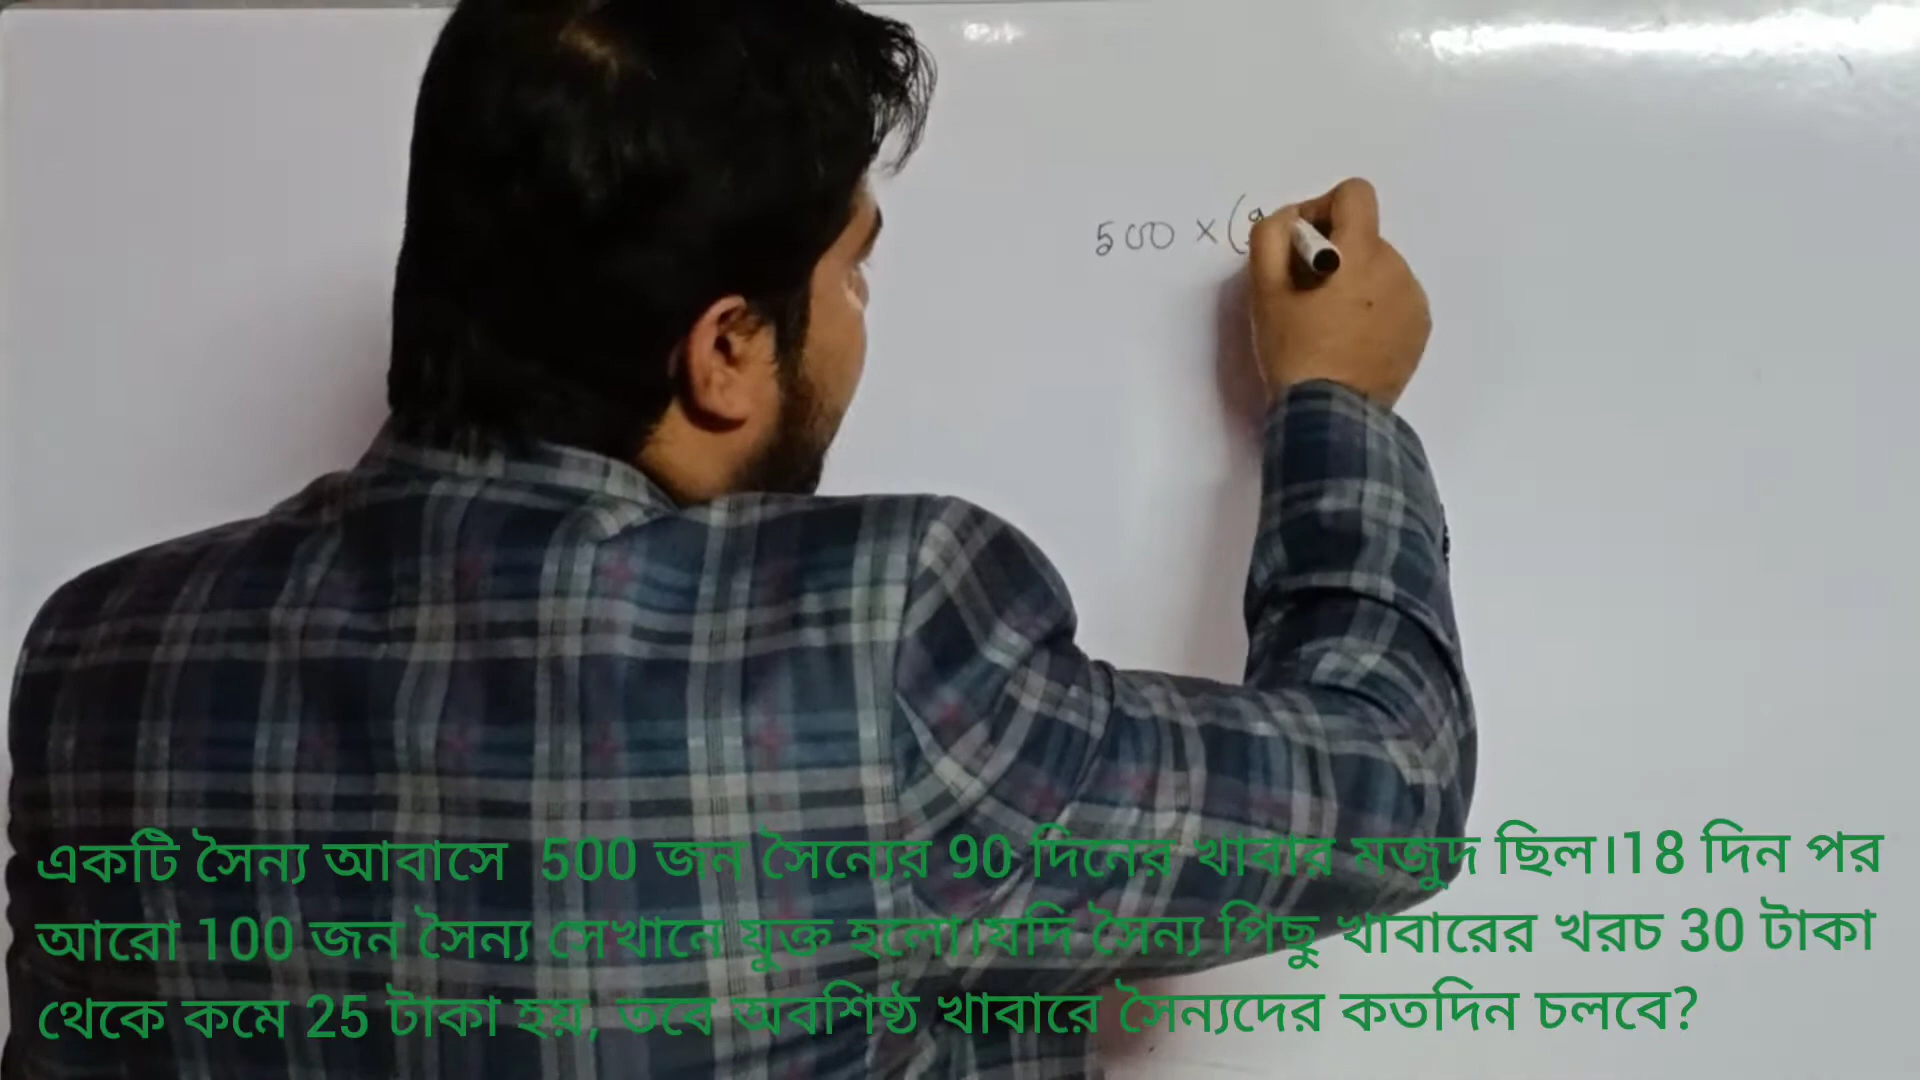 500 × (9
একটি সৈন্য আবাসে 500 জন সৈন্যের 90 দিনের খাবার মজুদ ছিল।18 দিন পর
আরো 100 জন সৈন্য সেখানে যুক্ত হলো।যদি সৈন্য পিছু খাবারের খরচ 30 টাকা
থেকে কমে 25 টাকা হয়, তবে অবশিষ্ঠ খাবারে সৈন্যদের কতদিন চলবে?